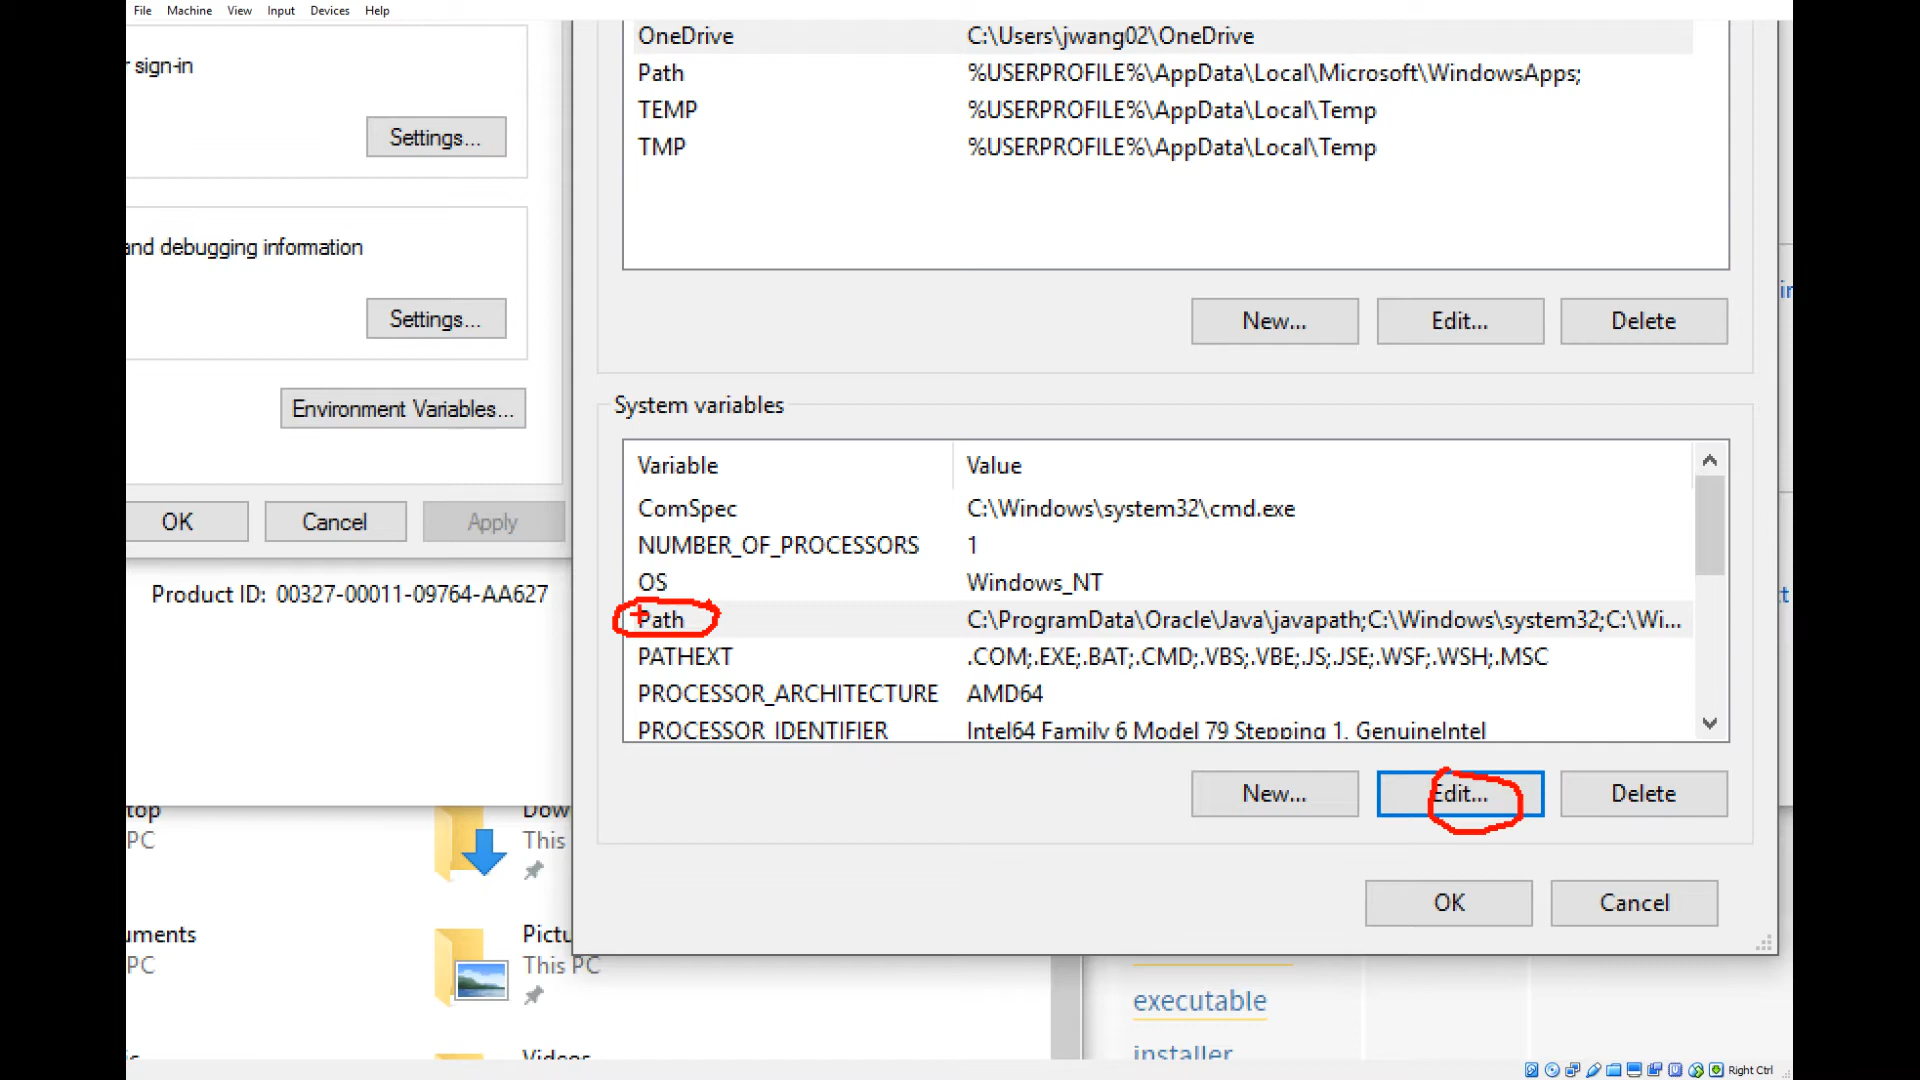 File Machine View Input Devices Help
sign-in
Settings...
and debugging information
Settings...
Environment Variables...
OK Cancel Apply
Product ID: 00327-00011-09764-AA627
OneDrive C:\Users\jwang02\OneDrive
Path %USERPROFILE%\AppData\Local\Microsoft\WindowsApps;
TEMP %USERPROFILE%\AppData\Local\Temp
TMP %USERPROFILE%\AppData\Local\Temp
New... Edit... Delete
System variables
Variable Value
ComSpec C:\Windows\system32\cmd.exe
NUMBER_OF_PROCESSORS 1
OS Windows_NT
Path C:\ProgramData\Oracle\Java\javapath;C:\Windows\system32;C:\Wi...
PATHEXT .COM;.EXE;.BAT;.CMD;.VBS;.VBE;.JS;.JSE;.WSF;.WSH;.MSC
PROCESSOR_ARCHITECTURE AMD64
PROCESSOR_IDENTIFIER Intel64 Family 6 Model 79 Stepping 1, GenuineIntel
New... Edit... Delete
OK Cancel
top Dow
PC This
uments Pictu
PC This PC
Videos
executable
installer
Right Ctrl